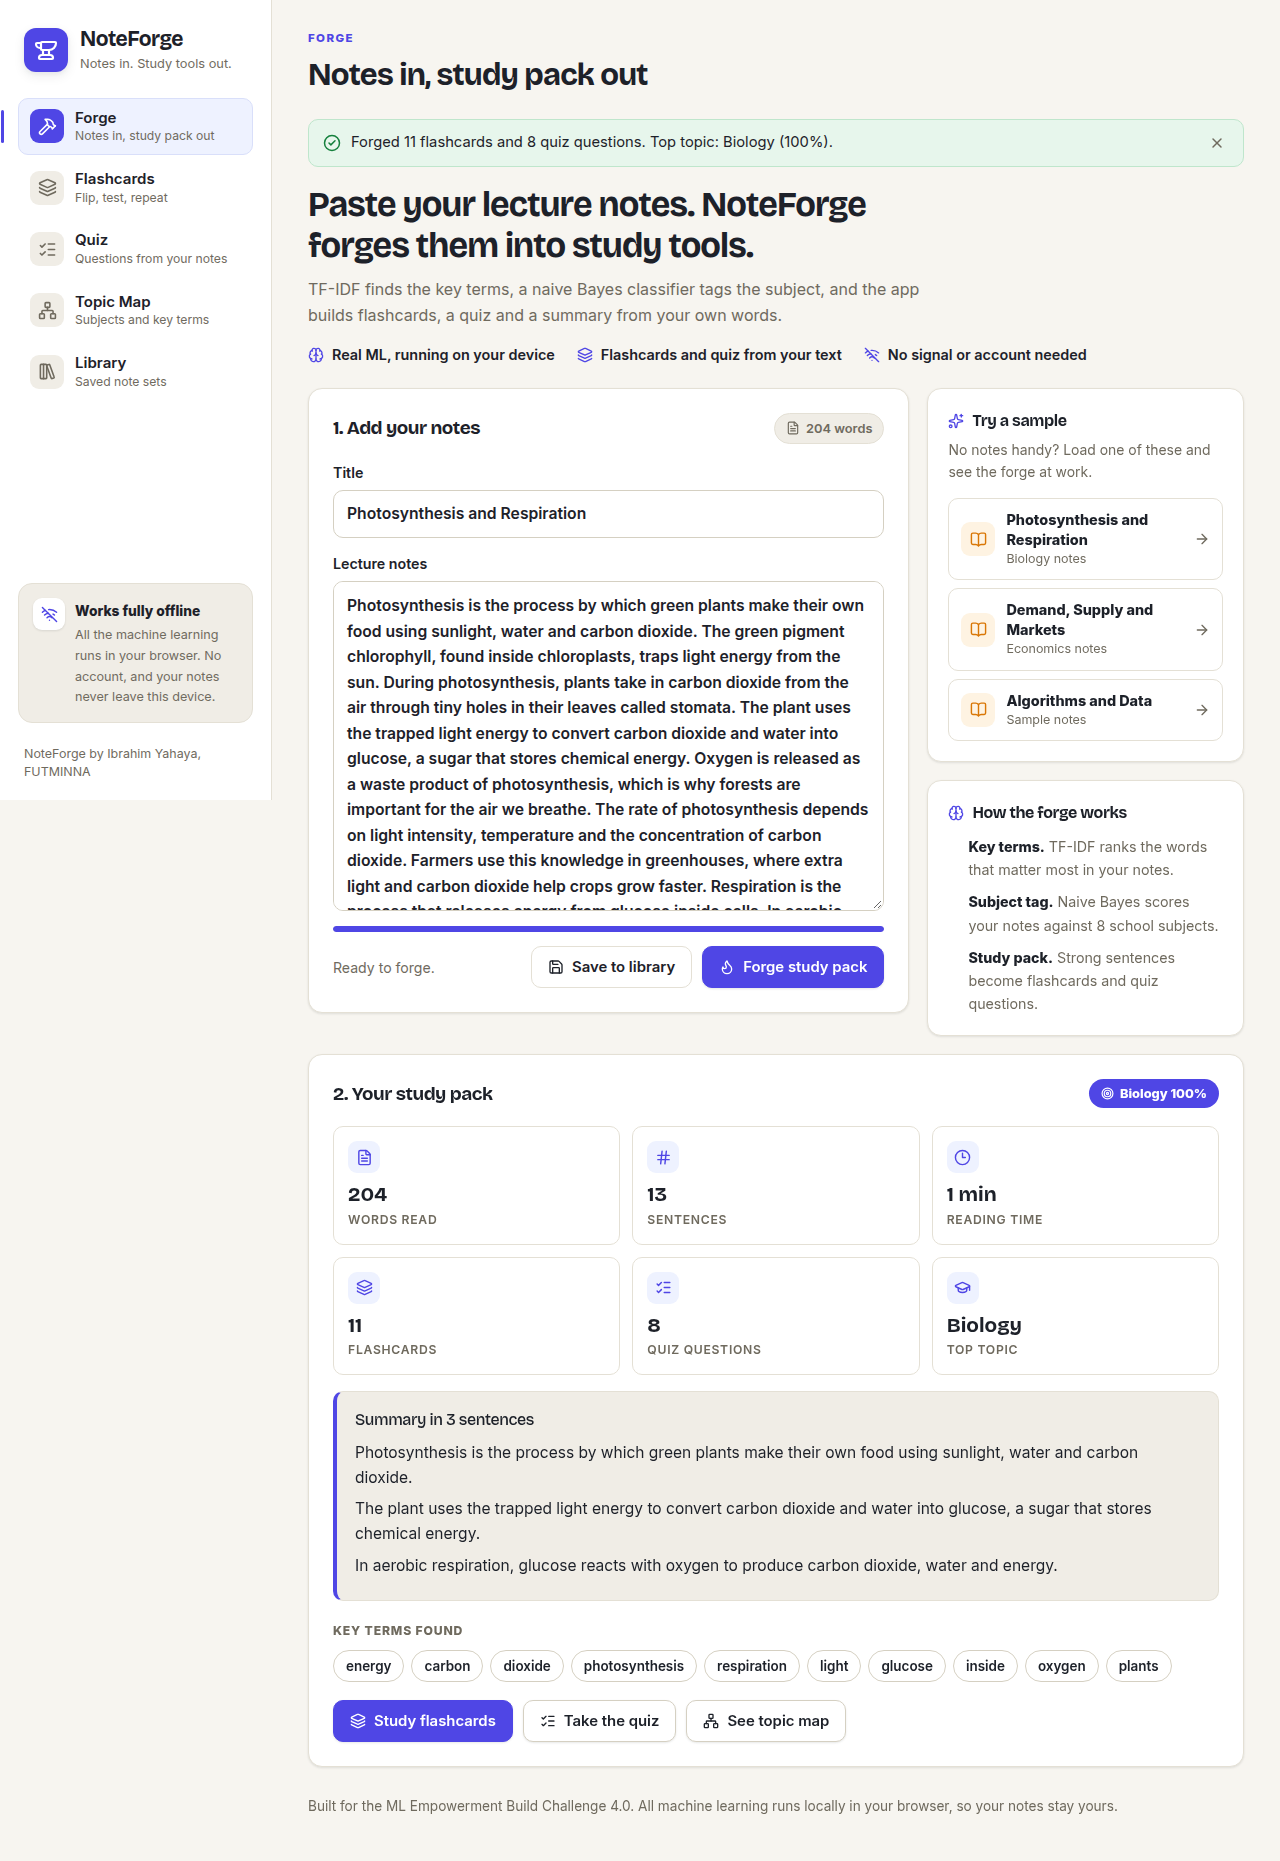 NoteForge
Notes in. Study tools out.
Forge
Notes in, study pack out
Flashcards
Flip, test, repeat
Quiz
Questions from your notes
Topic Map
Subjects and key terms
Library
Saved note sets
Works fully offline
All the machine learning
runs in your browser. No
account, and your notes
never leave this device.
NoteForge by Ibrahim Yahaya,
FUTMINNA
FORGE
Notes in, study pack out
Forged 11 flashcards and 8 quiz questions. Top topic: Biology (100%).
Paste your lecture notes. NoteForge
forges them into study tools.
TF-IDF finds the key terms, a naive Bayes classifier tags the subject, and the app
builds flashcards, a quiz and a summary from your own words.
Real ML, running on your device
Flashcards and quiz from your text
No signal or account needed
1. Add your notes
204 words
Title
Photosynthesis and Respiration
Lecture notes
Photosynthesis is the process by which green plants make their own
food using sunlight, water and carbon dioxide. The green pigment
chlorophyll, found inside chloroplasts, traps light energy from the
sun. During photosynthesis, plants take in carbon dioxide from the
air through tiny holes in their leaves called stomata. The plant uses
the trapped light energy to convert carbon dioxide and water into
glucose, a sugar that stores chemical energy. Oxygen is released as
a waste product of photosynthesis, which is why forests are
important for the air we breathe. The rate of photosynthesis depends
on light intensity, temperature and the concentration of carbon
dioxide. Farmers use this knowledge in greenhouses, where extra
light and carbon dioxide help crops grow faster. Respiration is the
process that releases energy from glucose inside cells. In aerobic
Ready to forge.
Save to library
Forge study pack
Try a sample
No notes handy? Load one of these and
see the forge at work.
Photosynthesis and
Respiration
Biology notes
Demand, Supply and
Markets
Economics notes
Algorithms and Data
Sample notes
How the forge works
Key terms. TF-IDF ranks the words
that matter most in your notes.
Subject tag. Naive Bayes scores
your notes against 8 school subjects.
Study pack. Strong sentences
become flashcards and quiz
questions.
2. Your study pack
Biology 100%
204
WORDS READ
13
SENTENCES
1 min
READING TIME
11
FLASHCARDS
8
QUIZ QUESTIONS
Biology
TOP TOPIC
Summary in 3 sentences
Photosynthesis is the process by which green plants make their own food using sunlight, water and carbon
dioxide.
The plant uses the trapped light energy to convert carbon dioxide and water into glucose, a sugar that stores
chemical energy.
In aerobic respiration, glucose reacts with oxygen to produce carbon dioxide, water and energy.
KEY TERMS FOUND
energy
carbon
dioxide
photosynthesis
respiration
light
glucose
inside
oxygen
plants
Study flashcards
Take the quiz
See topic map
Built for the ML Empowerment Build Challenge 4.0. All machine learning runs locally in your browser, so your notes stay yours.